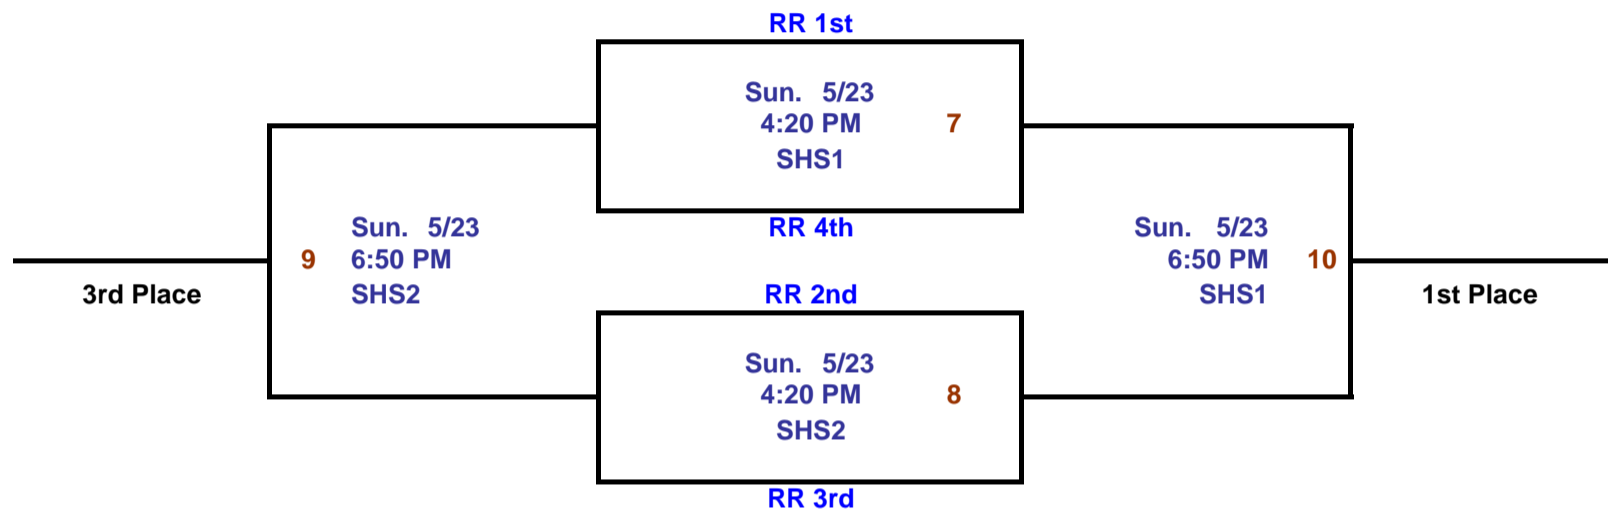 RR 1st
Sun. 5/23
4:20 PM 7
SHS1
RR 4th
Sun. 5/23
9 6:50 PM
SHS2
3rd Place
Sun. 5/23
6:50 PM 10
SHS1
1st Place
RR 2nd
Sun. 5/23
4:20 PM 8
SHS2
RR 3rd